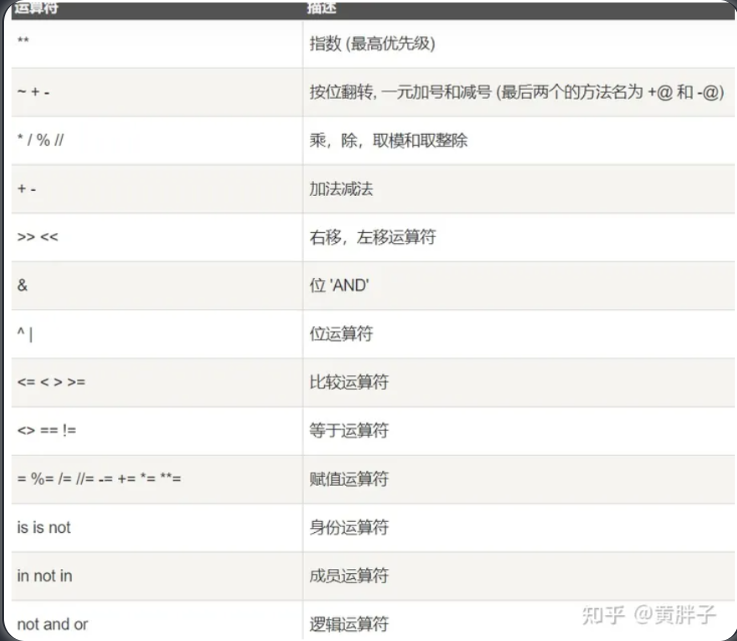 运算符 描述
** 指数 (最高优先级)
~ + - 按位翻转, 一元加号和减号 (最后两个的方法名为 +@ 和 -@)
* / % // 乘，除，取模和取整除
+ - 加法减法
>> << 右移，左移运算符
& 位 'AND'
^ | 位运算符
<= < > >= 比较运算符
<> == != 等于运算符
= %= /= //= -= += *= **= 赋值运算符
is is not 身份运算符
in not in 成员运算符
not and or 逻辑运算符
知乎 @黄胖子